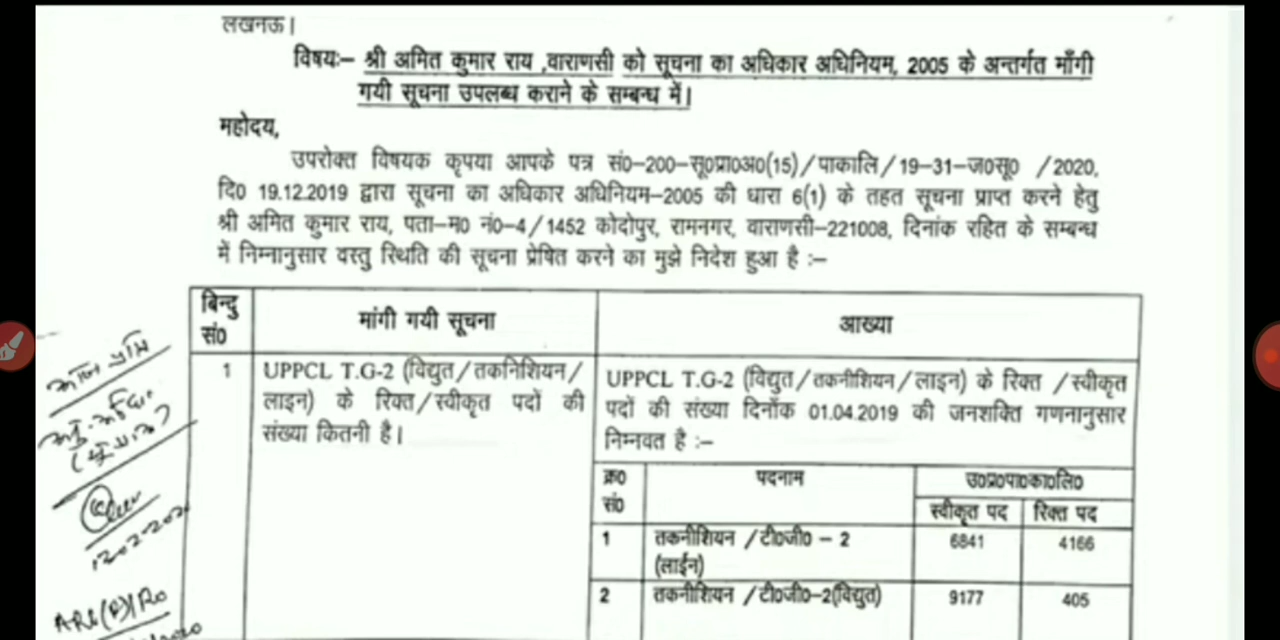 लखनऊ।
विषयः– श्री अमित कुमार राय ,वाराणसी को सूचना का अधिकार अधिनियम, 2005 के अन्तर्गत माँगी
गयी सूचना उपलब्ध कराने के सम्बन्ध में।
महोदय,
उपरोक्त विषयक कृपया आपके पत्र सं0–200–सू0प्रा0अ0(15)/पाकालि/19–31–ज0सू0 /2020,
दि0 19.12.2019 द्वारा सूचना का अधिकार अधिनियम–2005 की धारा 6(1) के तहत सूचना प्राप्त करने हेतु
श्री अमित कुमार राय, पता–म0 नं0–4/1452 कोदोपुर, रामनगर, वाराणसी–221008, दिनांक रहित के सम्बन्ध
में निम्नानुसार वस्तु स्थिति की सूचना प्रेषित करने का मुझे निदेश हुआ है :–
बिन्दु सं0 मांगी गयी सूचना आख्या
1 UPPCL T.G-2 (विद्युत/तकनिशियन/
लाइन) के रिक्त/स्वीकृत पदों की
संख्या कितनी है।
UPPCL T.G-2 (विद्युत/तकनीशियन/लाइन) के रिक्त /स्वीकृत
पदों की संख्या दिनाँक 01.04.2019 की जनशक्ति गणनानुसार
निम्नवत है :–
क्र0 सं0 पदनाम उ0प्र0पा0का0लि0
स्वीकृत पद रिक्त पद
1 तकनीशियन /टी0जी0 – 2 6841 4166
(लाईन)
2 तकनीशियन /टी0जी0–2(विद्युत) 9177 405